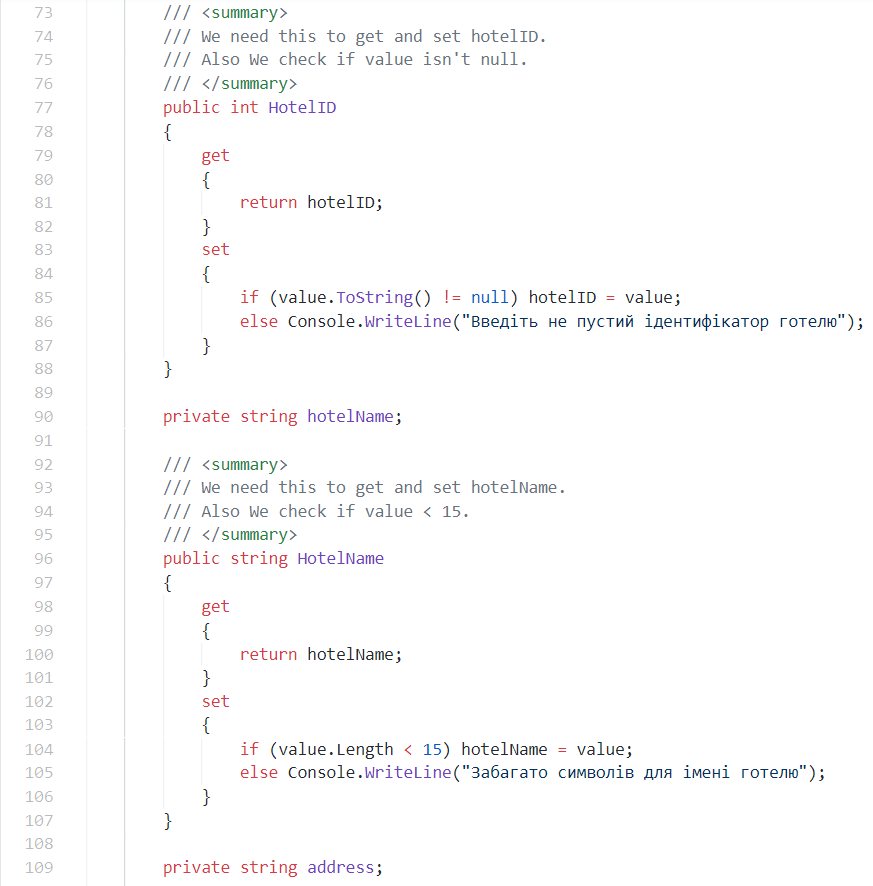 73 /// <summary>
74 /// We need this to get and set hotelID.
75 /// Also We check if value isn't null.
76 /// </summary>
77 public int HotelID
78 {
79 get
80 {
81 return hotelID;
82 }
83 set
84 {
85 if (value.ToString() != null) hotelID = value;
86 else Console.WriteLine("Введіть не пустий ідентифікатор готелю");
87 }
88 }
89
90 private string hotelName;
91
92 /// <summary>
93 /// We need this to get and set hotelName.
94 /// Also We check if value < 15.
95 /// </summary>
96 public string HotelName
97 {
98 get
99 {
100 return hotelName;
101 }
102 set
103 {
104 if (value.Length < 15) hotelName = value;
105 else Console.WriteLine("Забагато символів для імені готелю");
106 }
107 }
108
109 private string address;